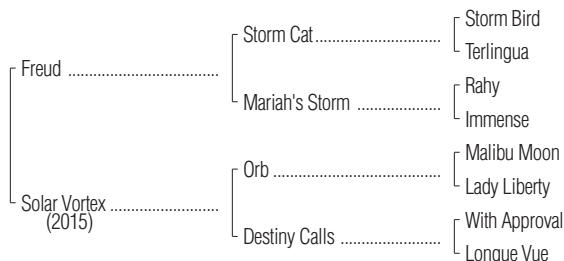 Storm Bird
Storm Cat
Terlingua
Freud
Rahy
Mariah's Storm
Immense
Malibu Moon
Orb
Lady Liberty
Solar Vortex
(2015)
With Approval
Destiny Calls
Longue Vue